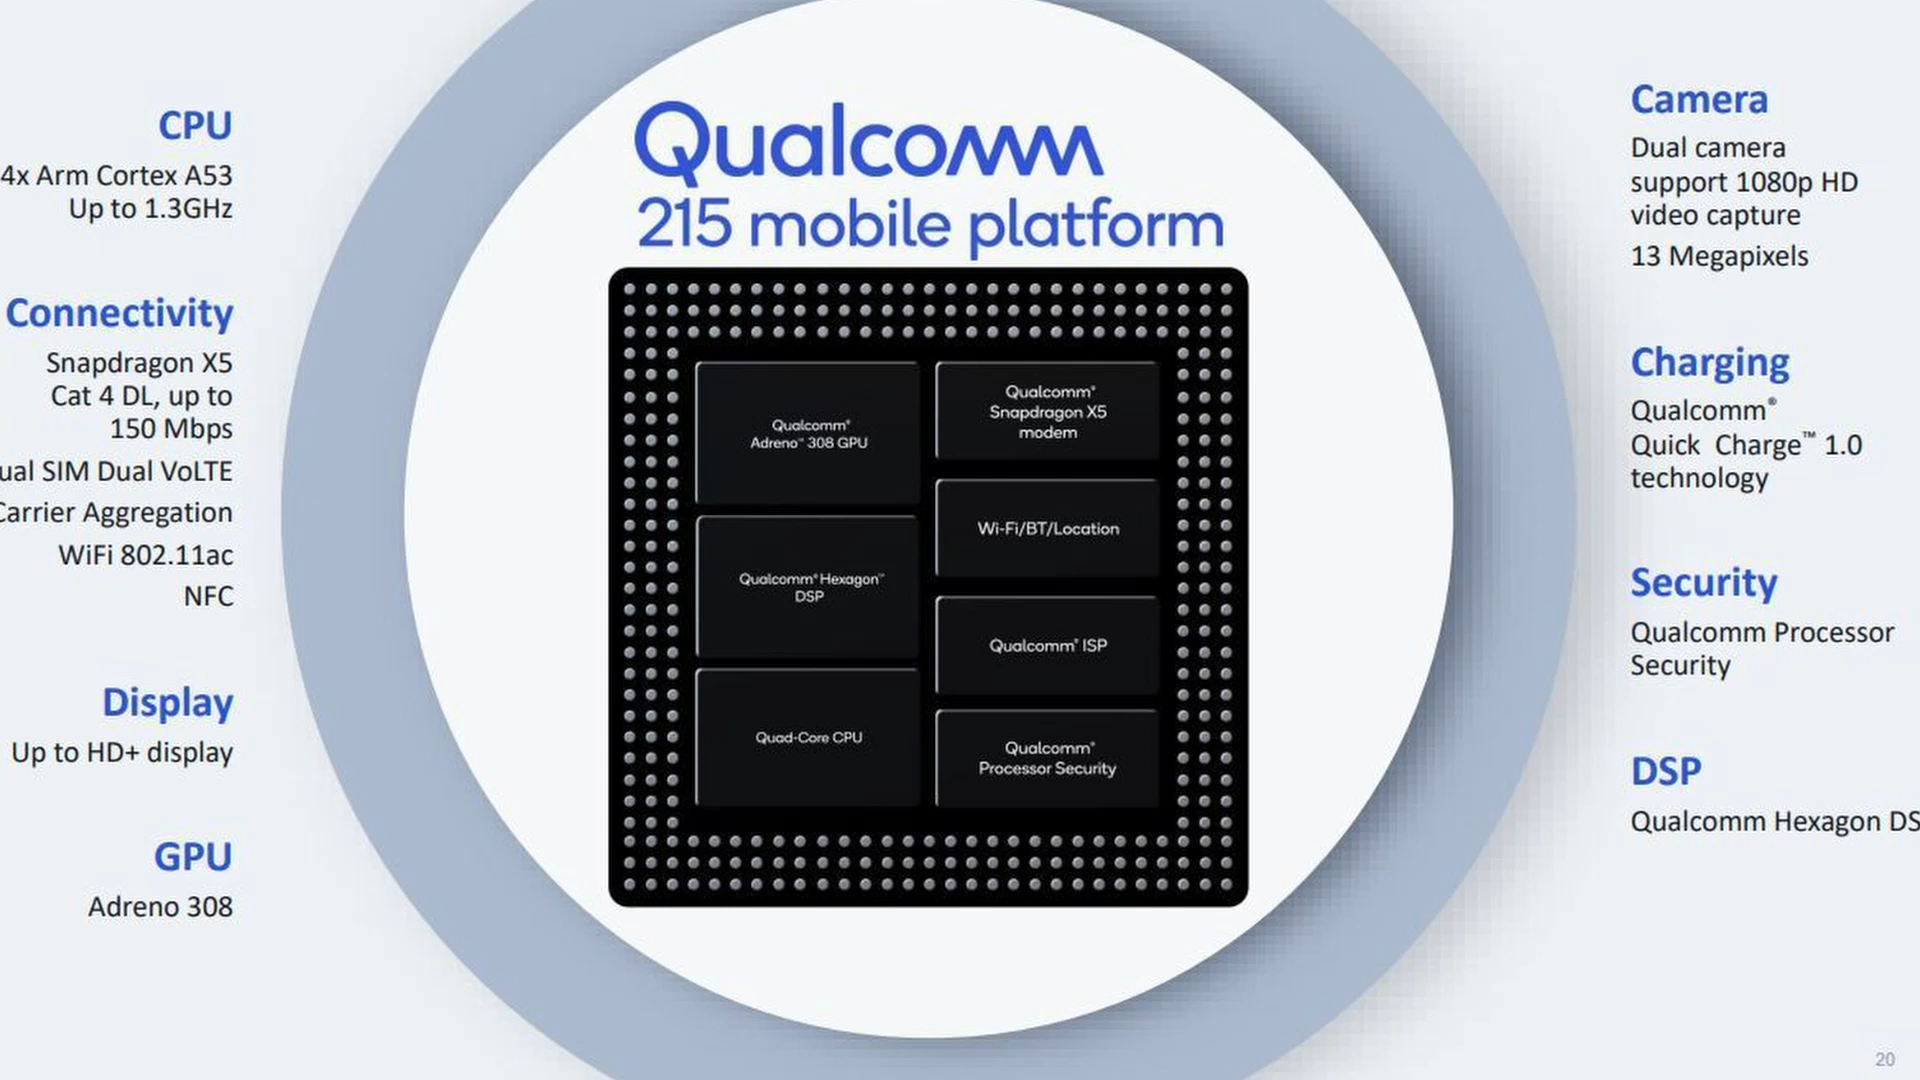 CPU
4x Arm Cortex A53
Up to 1.3GHz
Connectivity
Snapdragon X5
Cat 4 DL, up to
150 Mbps
SIM Dual VoLTE
Carrier Aggregation
WiFi 802.11ac
NFC
Display
Up to HD+ display
GPU
Adreno 308
Qualcomm
215 mobile platform
Qualcomm®
Adreno™ 308 GPU
Qualcomm® Hexagon™
DSP
Quad-Core CPU
Qualcomm®
Snapdragon X5
modem
Wi-Fi/BT/Location
Qualcomm® ISP
Qualcomm®
Processor Security
Camera
Dual camera
support 1080p HD
video capture
13 Megapixels
Charging
Qualcomm®
Quick Charge™ 1.0
technology
Security
Qualcomm Processor
Security
DSP
Qualcomm Hexagon
20